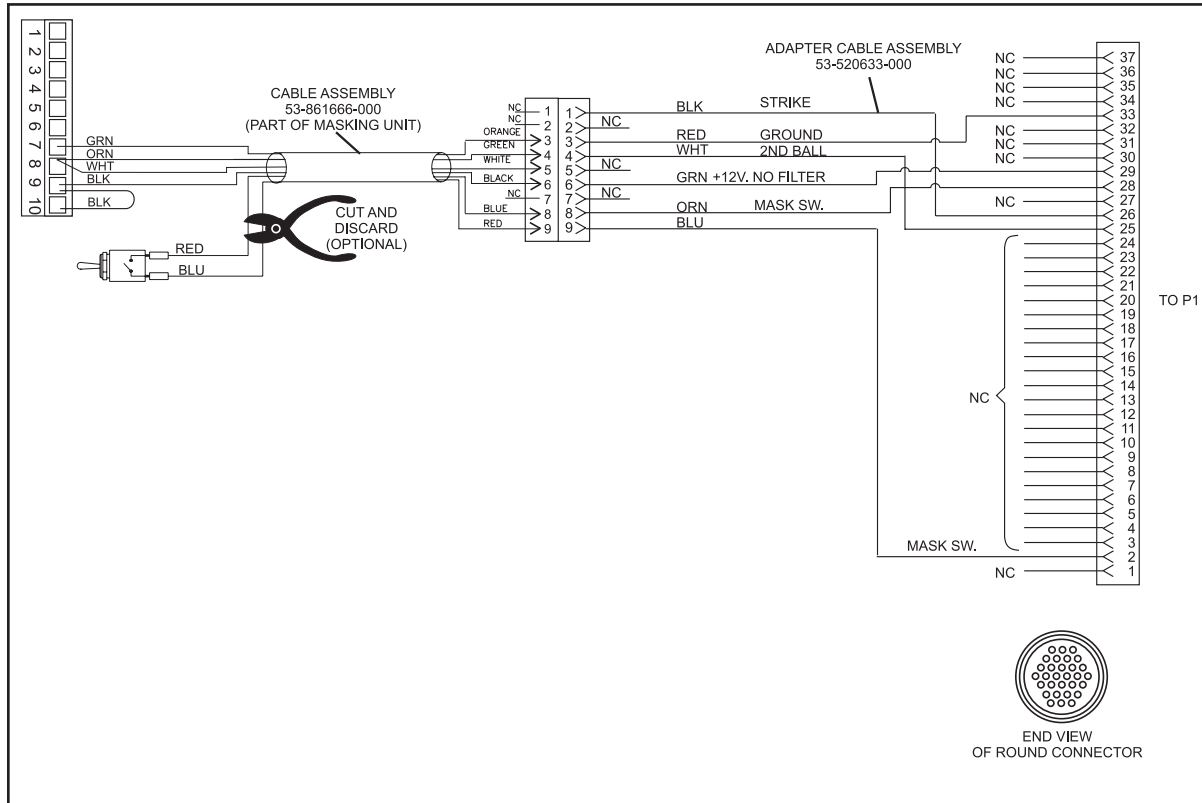 1
2
3
4
5
6
7
8
9
10
GRN
ORN
WHT
BLK
BLK
RED
BLU
CABLE ASSEMBLY
53-861666-000
(PART OF MASKING UNIT)
CUT AND
DISCARD
(OPTIONAL)
NC
NC
ORANGE
GREEN
WHITE
BLACK
NC
BLUE
RED
1 1
2 2
3 3
4 4
5 5
6 6
7 7
8 8
9 9
ADAPTER CABLE ASSEMBLY
53-520633-000
BLK STRIKE
NC
RED GROUND
WHT 2ND BALL
NC
GRN +12V. NO FILTER
NC
ORN MASK SW.
BLU
MASK SW.
NC 37
NC 36
NC 35
NC 34
33
NC 32
NC 31
NC 30
29
28
NC 27
26
25
24
23
22
21
20
19
18
17
16
15
14
13
12
11
10
9
8
7
6
5
4
3
2
NC 1
NC
TO P1
END VIEW
OF ROUND CONNECTOR